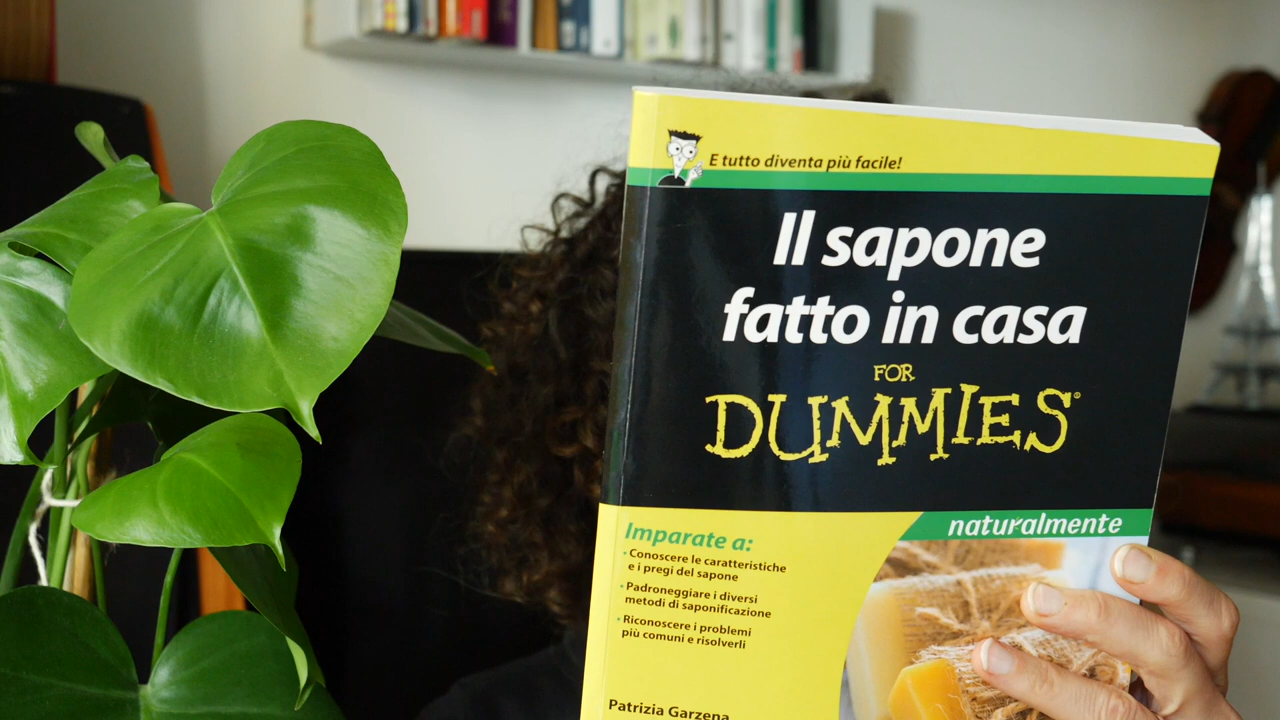 E tutto diventa più facile!
Il sapone
fatto in casa
FOR
DUMMIES®
naturalmente
Imparate a:
• Conoscere le caratteristiche
e i pregi del sapone
• Padroneggiare i diversi
metodi di saponificazione
• Riconoscere i problemi
più comuni e risolverli
Patrizia Garzena